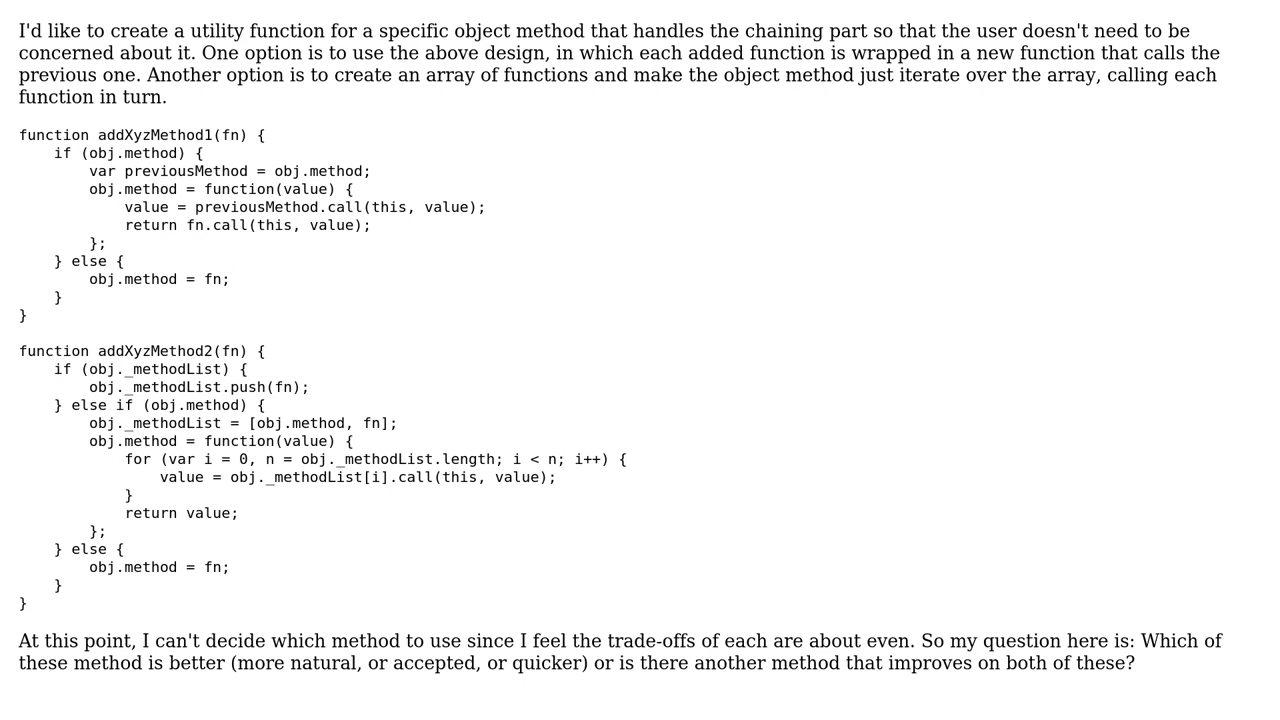 I'd like to create a utility function for a specific object method that handles the chaining part so that the user doesn't need to be
concerned about it. One option is to use the above design, in which each added function is wrapped in a new function that calls the
previous one. Another option is to create an array of functions and make the object method just iterate over the array, calling each
function in turn.
function addXyzMethod1(fn) {
    if (obj.method) {
        var previousMethod = obj.method;
        obj.method = function(value) {
            value = previousMethod.call(this, value);
            return fn.call(this, value);
        };
    } else {
        obj.method = fn;
    }
}
function addXyzMethod2(fn) {
    if (obj._methodList) {
        obj._methodList.push(fn);
    } else if (obj.method) {
        obj._methodList = [obj.method, fn];
        obj.method = function(value) {
            for (var i = 0, n = obj._methodList.length; i < n; i++) {
                value = obj._methodList[i].call(this, value);
            }
            return value;
        };
    } else {
        obj.method = fn;
    }
}
At this point, I can't decide which method to use since I feel the trade-offs of each are about even. So my question here is: Which of
these method is better (more natural, or accepted, or quicker) or is there another method that improves on both of these?